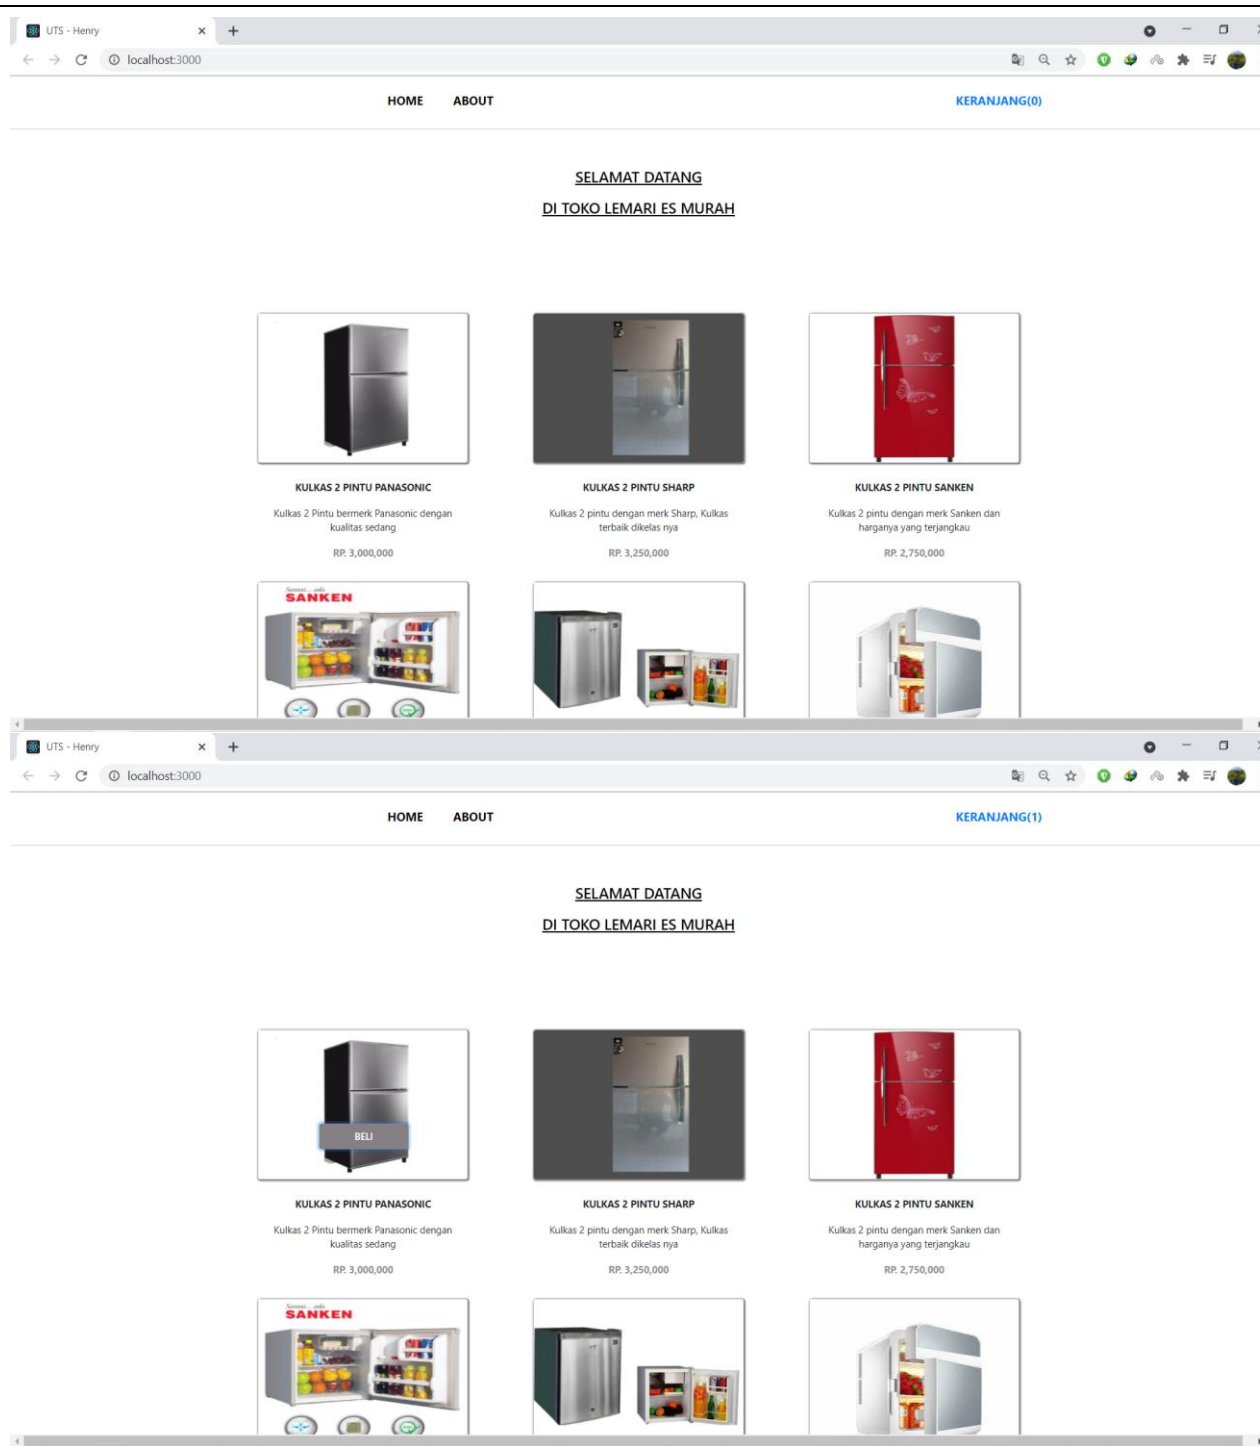 UTS - Henry
localhost:3000
HOME ABOUT KERANJANG(0)
SELAMAT DATANG
DI TOKO LEMARI ES MURAH
KULKAS 2 PINTU PANASONIC
Kulkas 2 Pintu bermerk Panasonic dengan
kualitas sedang
RP. 3,000,000
KULKAS 2 PINTU SHARP
Kulkas 2 pintu dengan merk Sharp, Kulkas
terbaik dikelas nya
RP. 3,250,000
KULKAS 2 PINTU SANKEN
Kulkas 2 pintu dengan merk Sanken dan
harganya yang terjangkau
RP. 2,750,000
SANKEN
UTS - Henry
localhost:3000
HOME ABOUT KERANJANG(1)
SELAMAT DATANG
DI TOKO LEMARI ES MURAH
BELI
KULKAS 2 PINTU PANASONIC
Kulkas 2 Pintu bermerk Panasonic dengan
kualitas sedang
RP. 3,000,000
KULKAS 2 PINTU SHARP
Kulkas 2 pintu dengan merk Sharp, Kulkas
terbaik dikelas nya
RP. 3,250,000
KULKAS 2 PINTU SANKEN
Kulkas 2 pintu dengan merk Sanken dan
harganya yang terjangkau
RP. 2,750,000
SANKEN